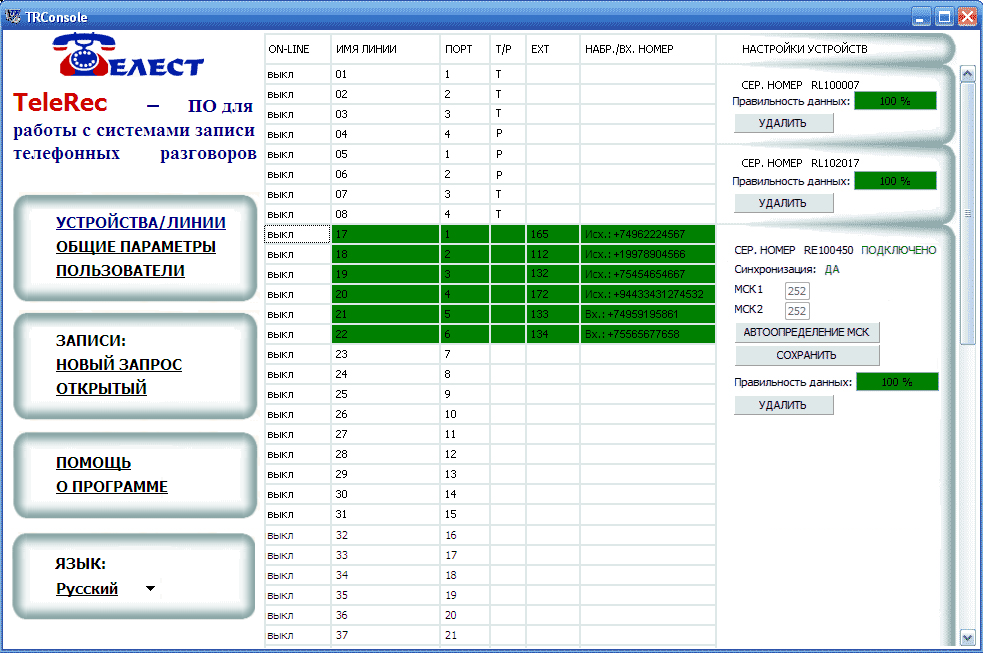 TRConsole
ЕЛЕСТ
TeleRec – ПО для
работы с системами записи
телефонных разговоров
УСТРОЙСТВА/ЛИНИИ
ОБЩИЕ ПАРАМЕТРЫ
ПОЛЬЗОВАТЕЛИ
ЗАПИСИ:
НОВЫЙ ЗАПРОС
ОТКРЫТЫЙ
ПОМОЩЬ
О ПРОГРАММЕ
ЯЗЫК:
Русский
ON-LINE ИМЯ ЛИНИИ ПОРТ Т/Р EXT НАБР./ВХ. НОМЕР
выкл 01 1 Т
выкл 02 2 Т
выкл 03 3 Т
выкл 04 4 Р
выкл 05 1 Р
выкл 06 2 Р
выкл 07 3 Т
выкл 08 4 Т
выкл 17 1 165 Исх.:+74962224567
выкл 18 2 112 Исх.:+19978904566
выкл 19 3 132 Исх.:+75454654667
выкл 20 4 172 Исх.:+94433431274532
выкл 21 5 133 Вх.:+74959195861
выкл 22 6 134 Вх.:+75565677658
выкл 23 7
выкл 24 8
выкл 25 9
выкл 26 10
выкл 27 11
выкл 28 12
выкл 29 13
выкл 30 14
выкл 31 15
выкл 32 16
выкл 33 17
выкл 34 18
выкл 35 19
выкл 36 20
выкл 37 21
НАСТРОЙКИ УСТРОЙСТВ
СЕР. НОМЕР RL100007
Правильность данных: 100 %
УДАЛИТЬ
СЕР. НОМЕР RL102017
Правильность данных: 100 %
УДАЛИТЬ
СЕР. НОМЕР RE100450 ПОДКЛЮЧЕНО
Синхронизация: ДА
МСК1 252
МСК2 252
АВТООПРЕДЕЛЕНИЕ МСК
СОХРАНИТЬ
Правильность данных: 100 %
УДАЛИТЬ